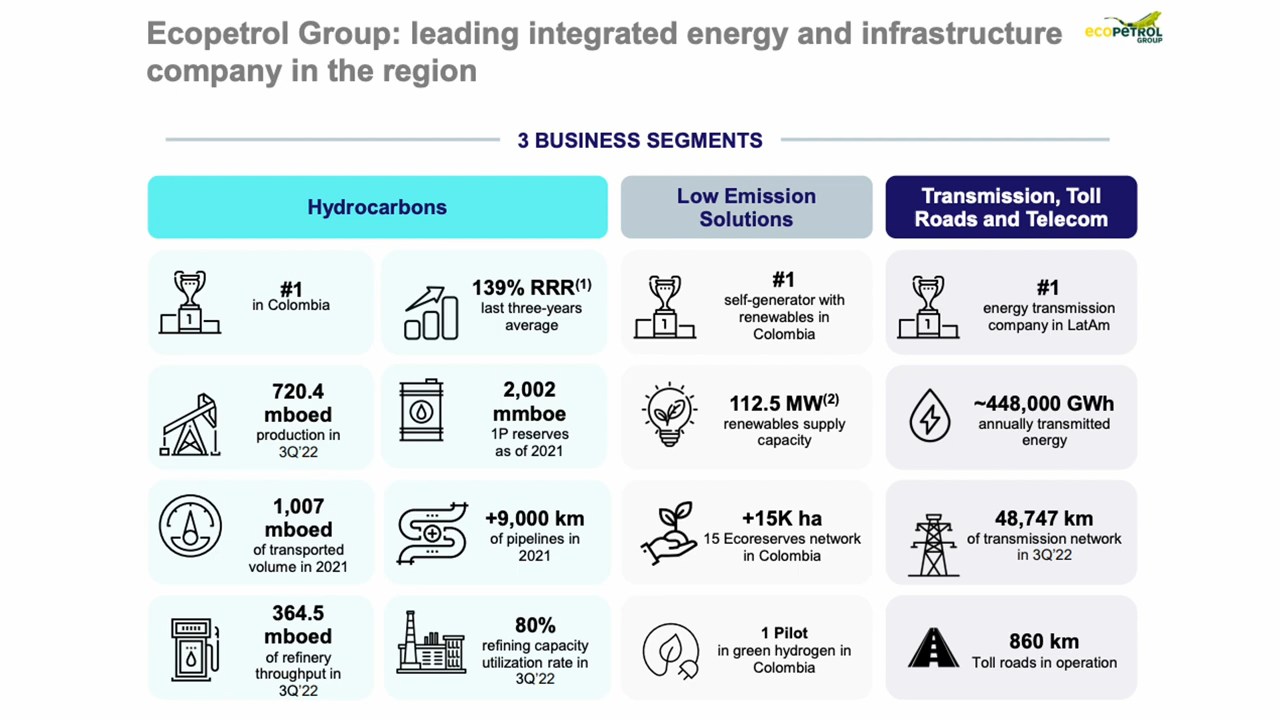 Ecopetrol Group: leading integrated energy and infrastructure
company in the region
ecoPETROL
GROUP
3 BUSINESS SEGMENTS
Hydrocarbons
#1
in Colombia
139% RRR(1)
last three-years
average
720.4
mboed
production in
3Q'22
2,002
mmboe
1P reserves
as of 2021
1,007
mboed
of transported
volume in 2021
+9,000 km
of pipelines in
2021
364.5
mboed
of refinery
throughput in
3Q'22
80%
refining capacity
utilization rate in
3Q'22
Low Emission
Solutions
1
#1
self-generator with
renewables in
Colombia
112.5 MW(2)
renewables supply
capacity
+15K ha
15 Ecoreserves network
in Colombia
1 Pilot
in green hydrogen in
Colombia
Transmission, Toll
Roads and Telecom
1
#1
energy transmission
company in LatAm
~448,000 GWh
annually transmitted
energy
48,747 km
of transmission network
in 3Q'22
860 km
Toll roads in operation